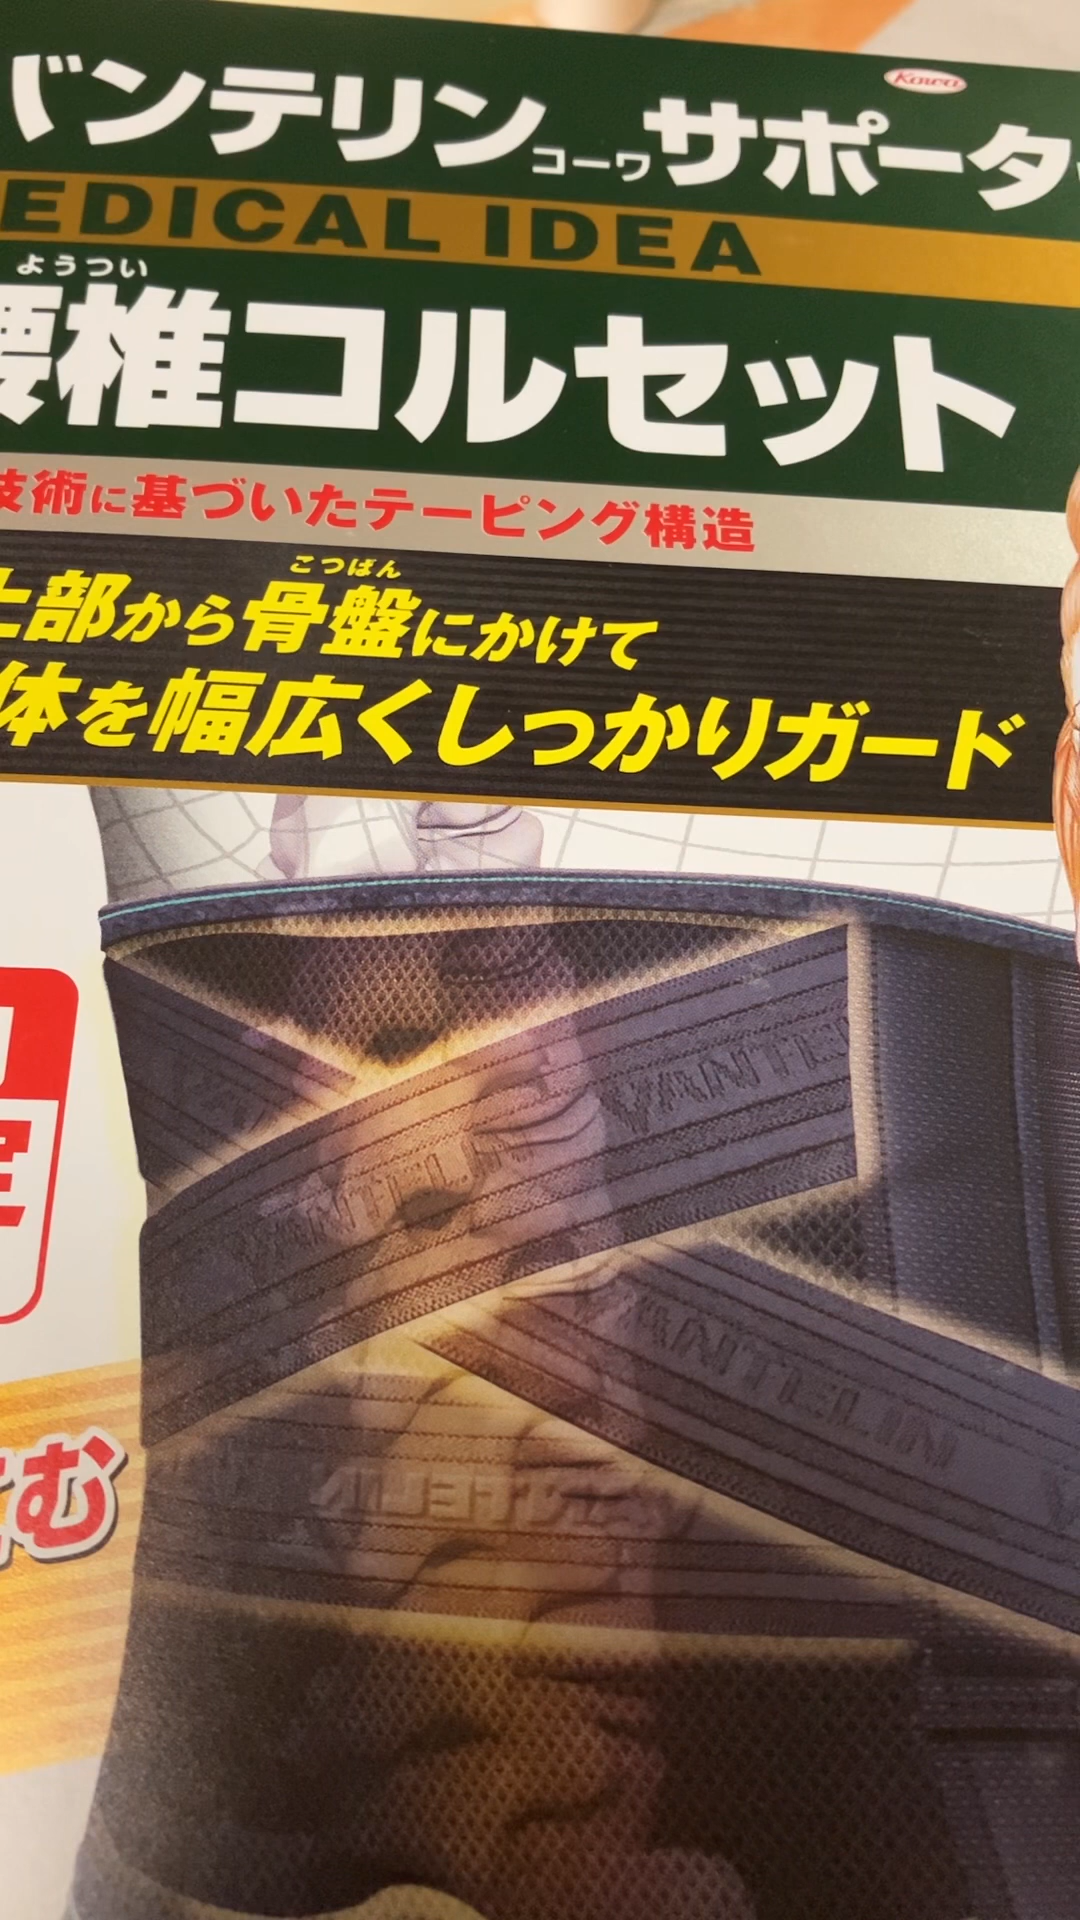 バンテリンコーワサポーター
Kowa
MEDICAL IDEA
ようつい
腰椎コルセット
技術に基づいたテーピング構造
こつばん
上部から骨盤にかけて
体を幅広くしっかりガード
VANTELIN
VANTELIN
VANTELIN
む